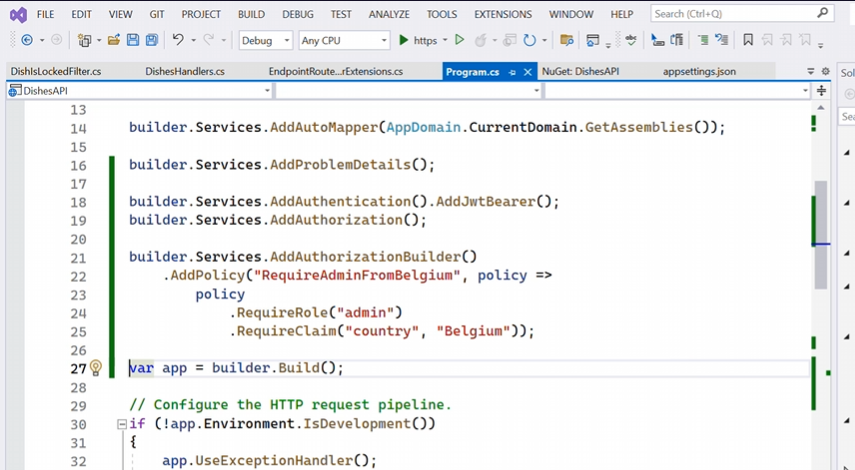 FILE EDIT VIEW GIT PROJECT BUILD DEBUG TEST ANALYZE TOOLS EXTENSIONS WINDOW HELP Search (Ctrl+Q)
Debug Any CPU https
DishIsLockedFilter.cs DishesHandlers.cs EndpointRoute...rExtensions.cs Program.cs NuGet: DishesAPI appsettings.json Sol
DishesAPI
Sea
13
14 builder.Services.AddAutoMapper(AppDomain.CurrentDomain.GetAssemblies());
15
16 builder.Services.AddProblemDetails();
17
18 builder.Services.AddAuthentication().AddJwtBearer();
19 builder.Services.AddAuthorization();
20
21 builder.Services.AddAuthorizationBuilder()
22 .AddPolicy("RequireAdminFromBelgium", policy =>
23 policy
24 .RequireRole("admin")
25 .RequireClaim("country", "Belgium"));
26
27 var app = builder.Build();
28
29 // Configure the HTTP request pipeline.
30 if (!app.Environment.IsDevelopment())
31 {
32 app.UseExceptionHandler();